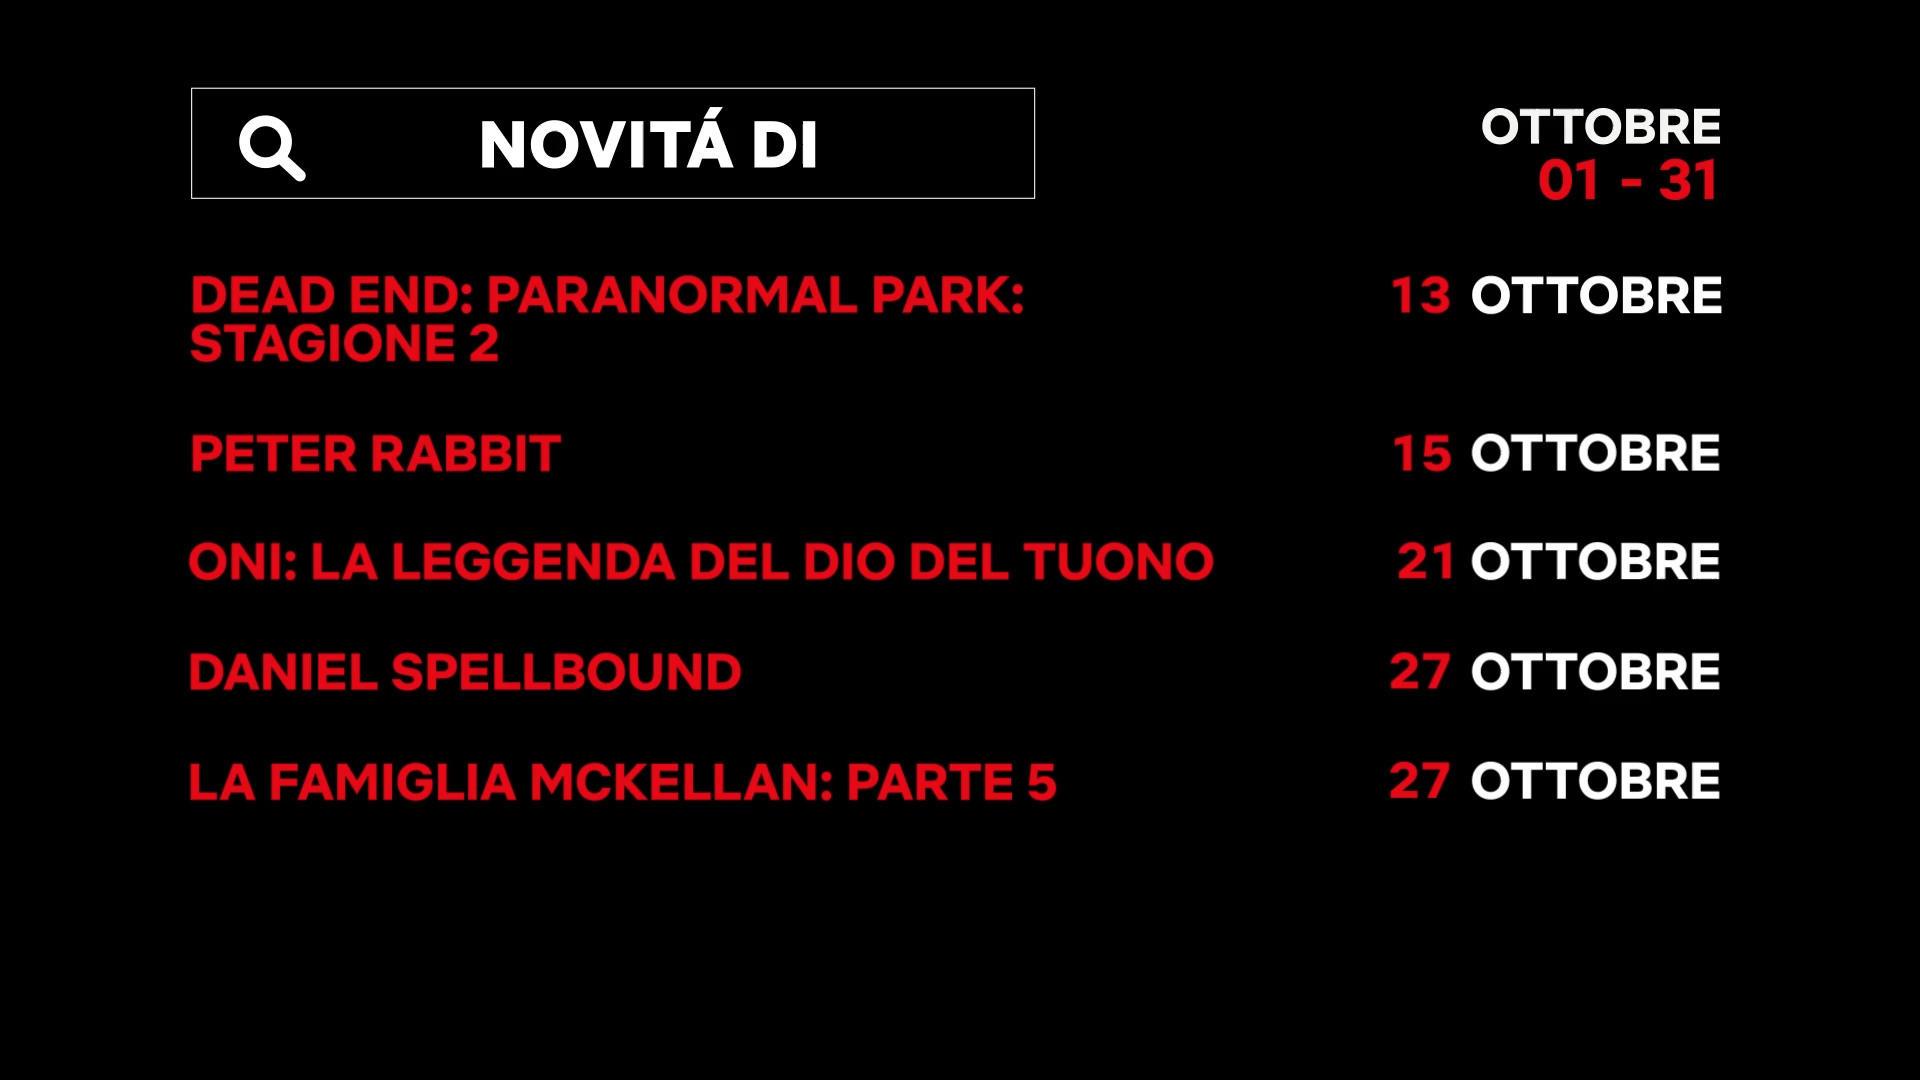 NOVITÁ DI
OTTOBRE
01 - 31
DEAD END: PARANORMAL PARK:
STAGIONE 2
13 OTTOBRE
PETER RABBIT
15 OTTOBRE
ONI: LA LEGGENDA DEL DIO DEL TUONO
21 OTTOBRE
DANIEL SPELLBOUND
27 OTTOBRE
LA FAMIGLIA MCKELLAN: PARTE 5
27 OTTOBRE